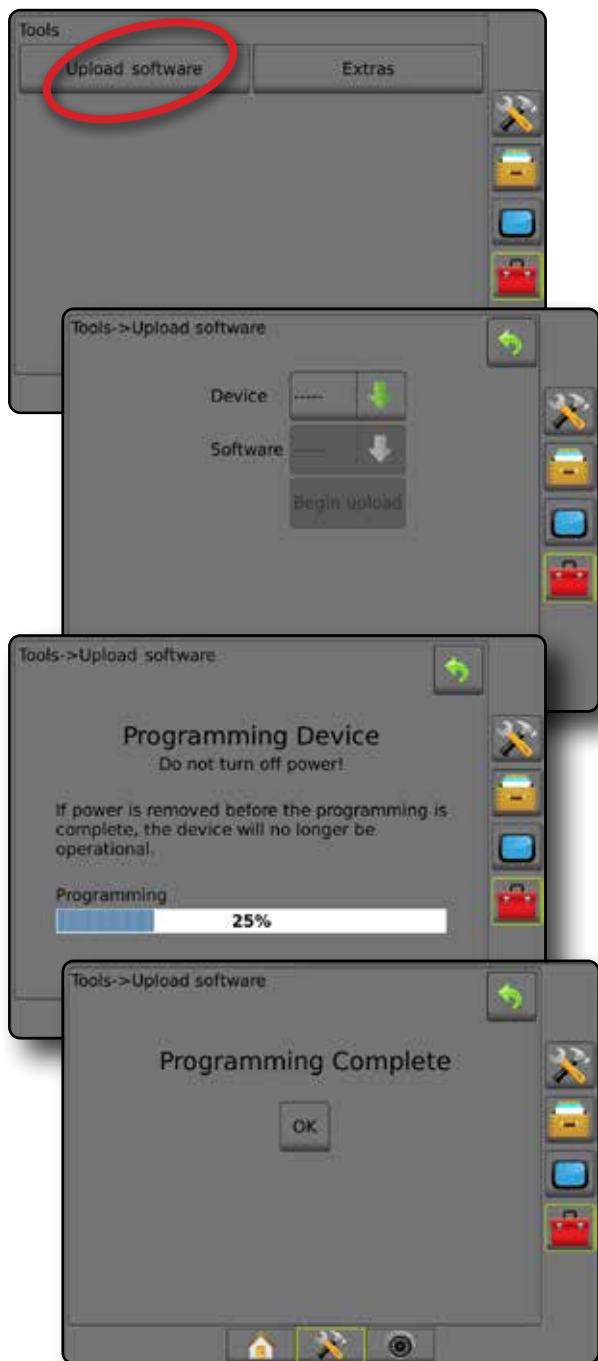 Tools
Upload software
Extras
Tools->Upload software
Device -----
Software -----
Begin upload
Tools->Upload software
Programming Device
Do not turn off power!
If power is removed before the programming is
complete, the device will no longer be
operational.
Programming
25%
Tools->Upload software
Programming Complete
OK